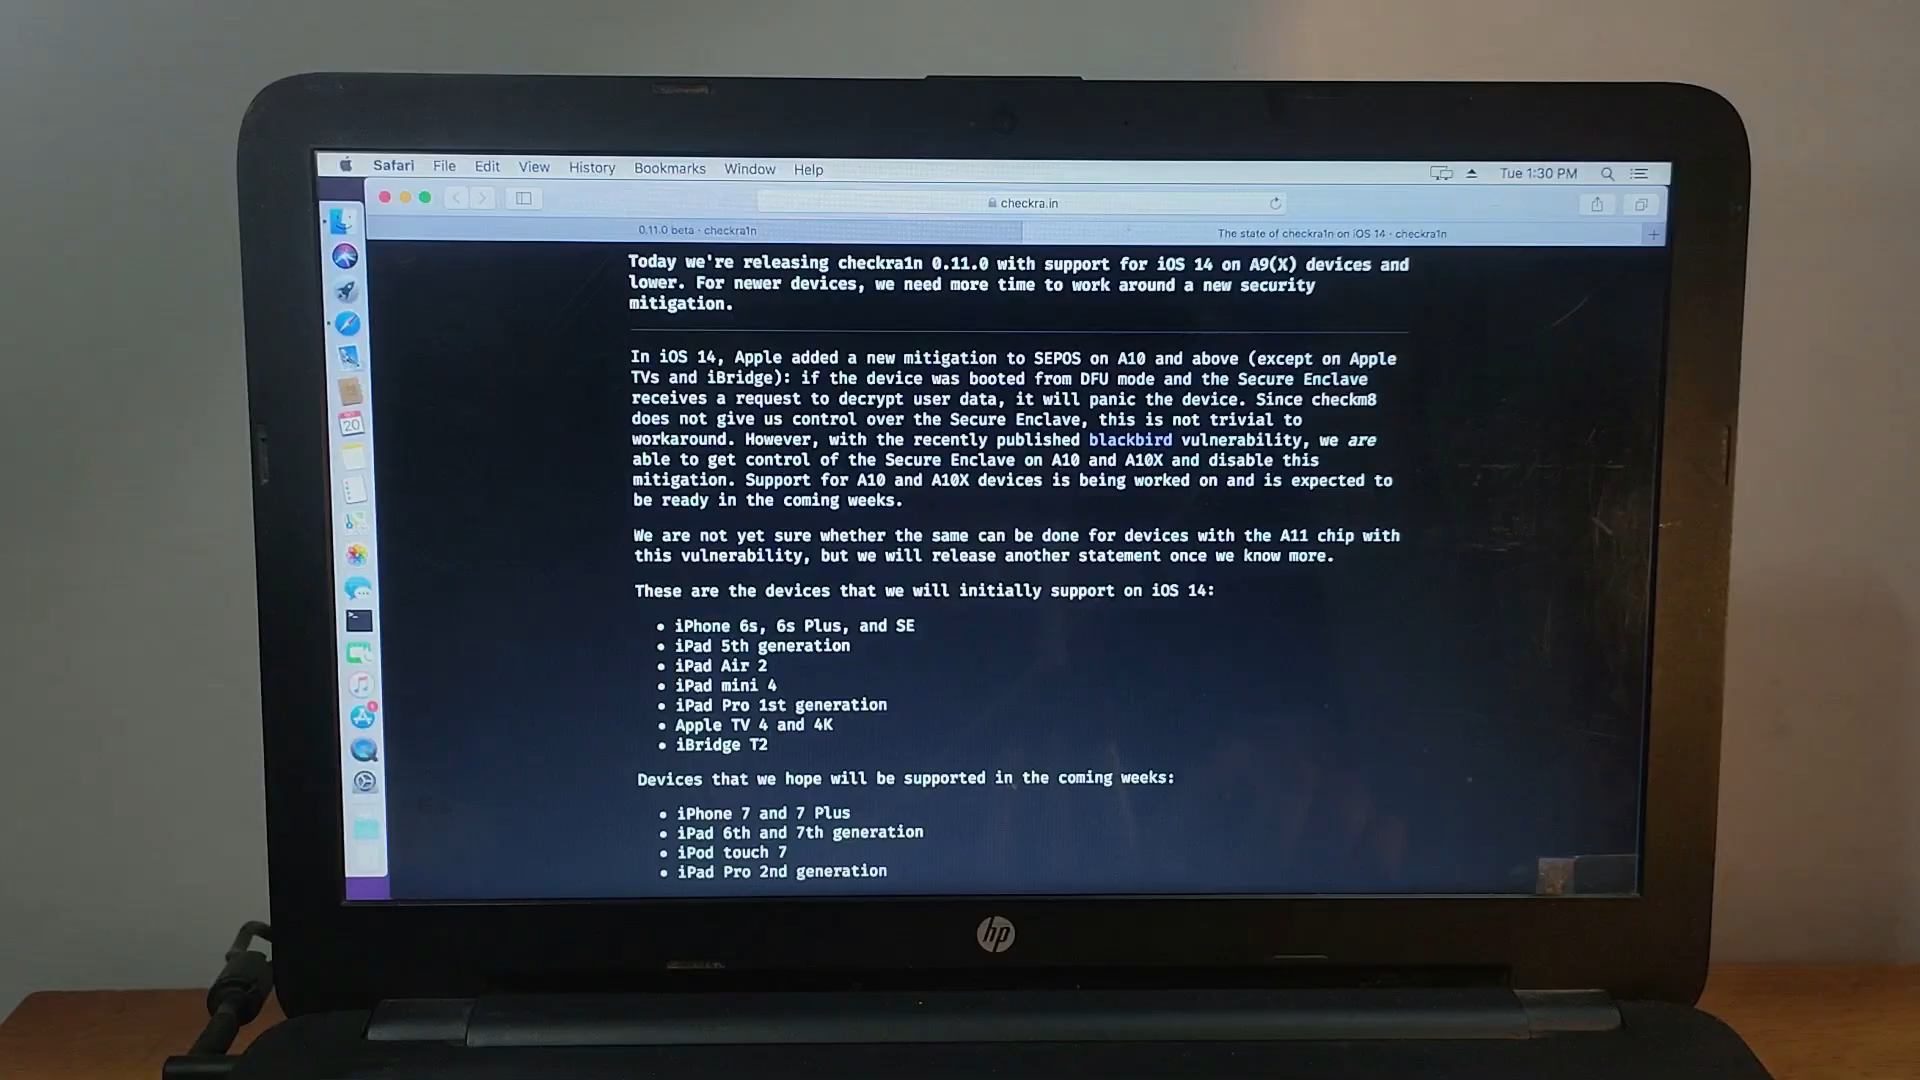 Safari File Edit View History Bookmarks Window Help Tue 1:30 PM
checkra.in
0.11.0 beta · checkra1n The state of checkra1n on iOS 14 · checkra1n
Today we're releasing checkra1n 0.11.0 with support for iOS 14 on A9(X) devices and
lower. For newer devices, we need more time to work around a new security
mitigation.
In iOS 14, Apple added a new mitigation to SEPOS on A10 and above (except on Apple
TVs and iBridge): if the device was booted from DFU mode and the Secure Enclave
receives a request to decrypt user data, it will panic the device. Since checkm8
does not give us control over the Secure Enclave, this is not trivial to
workaround. However, with the recently published blackbird vulnerability, we are
able to get control of the Secure Enclave on A10 and A10X and disable this
mitigation. Support for A10 and A10X devices is being worked on and is expected to
be ready in the coming weeks.
We are not yet sure whether the same can be done for devices with the A11 chip with
this vulnerability, but we will release another statement once we know more.
These are the devices that we will initially support on iOS 14:
• iPhone 6s, 6s Plus, and SE
• iPad 5th generation
• iPad Air 2
• iPad mini 4
• iPad Pro 1st generation
• Apple TV 4 and 4K
• iBridge T2
Devices that we hope will be supported in the coming weeks:
• iPhone 7 and 7 Plus
• iPad 6th and 7th generation
• iPod touch 7
• iPad Pro 2nd generation
20
hp